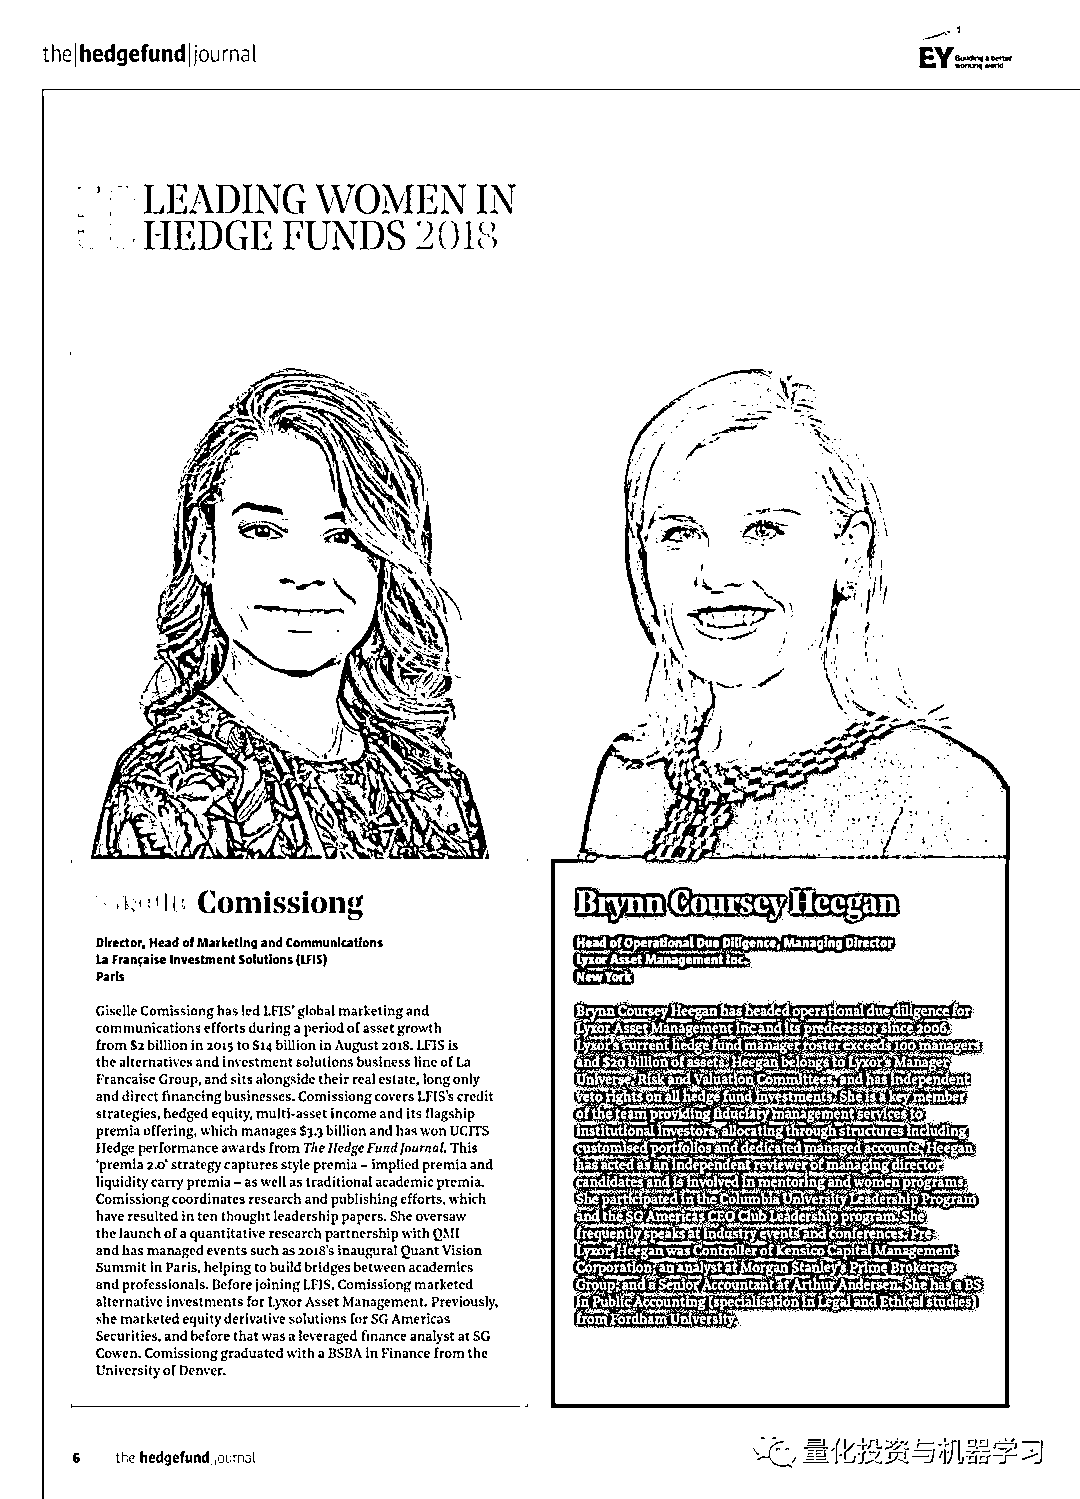 the|hedgefund|journal
EY Building a better
working world
LEADING WOMEN IN
HEDGE FUNDS 2018
Comissiong
Director, Head of Marketing and Communications
La Française Investment Solutions (LFIS)
Paris
Giselle Comissiong has led LFIS' global marketing and
communications efforts during a period of asset growth
from $2 billion in 2015 to $14 billion in August 2018. LFIS is
the alternatives and investment solutions business line of La
Francaise Group, and sits alongside their real estate, long only
and direct financing businesses. Comissiong covers LFIS's credit
strategies, hedged equity, multi-asset income and its flagship
premia offering, which manages $3.3 billion and has won UCITS
Hedge performance awards from The Hedge Fund Journal. This
'premia 2.0' strategy captures style premia – implied premia and
liquidity carry premia – as well as traditional academic premia.
Comissiong coordinates research and publishing efforts, which
have resulted in ten thought leadership papers. She oversaw
the launch of a quantitative research partnership with QMI
and has managed events such as 2018's inaugural Quant Vision
Summit in Paris, helping to build bridges between academics
and professionals. Before joining LFIS, Comissiong marketed
alternative investments for Lyxor Asset Management. Previously,
she marketed equity derivative solutions for SG Americas
Securities, and before that was a leveraged finance analyst at SG
Cowen. Comissiong graduated with a BSBA in Finance from the
University of Denver.
Brynn Coursey Heegan
Head of Operational Due Diligence, Managing Director
Lyxor Asset Management Inc.
New York
Brynn Coursey Heegan has headed operational due diligence for
Lyxor Asset Management Inc and its predecessor since 2006.
Lyxor's current hedge fund manager roster exceeds 100 managers
and $20 billion of assets. Heegan belongs to Lyxor's Manager
Universe, Risk and Valuation Committees, and has independent
veto rights on all hedge fund investments. She is a key member
of the team providing fiduciary management services to
institutional investors, allocating through structures including
customised portfolios and dedicated managed accounts. Heegan
has acted as an independent reviewer of managing director
candidates and is involved in mentoring and women programs.
She participated in the Columbia University Leadership Program
and the SG Americas CEO Club Leadership program. She
frequently speaks at industry events and conferences. Pre-
Lyxor, Heegan was Controller of Kensico Capital Management
Corporation; an analyst at Morgan Stanley's Prime Brokerage
Group; and a Senior Accountant at Arthur Andersen. She has a BS
in Public Accounting (specialisation in Legal and Ethical studies)
from Fordham University.
6 the|hedgefund|journal
量化投资与机器学习